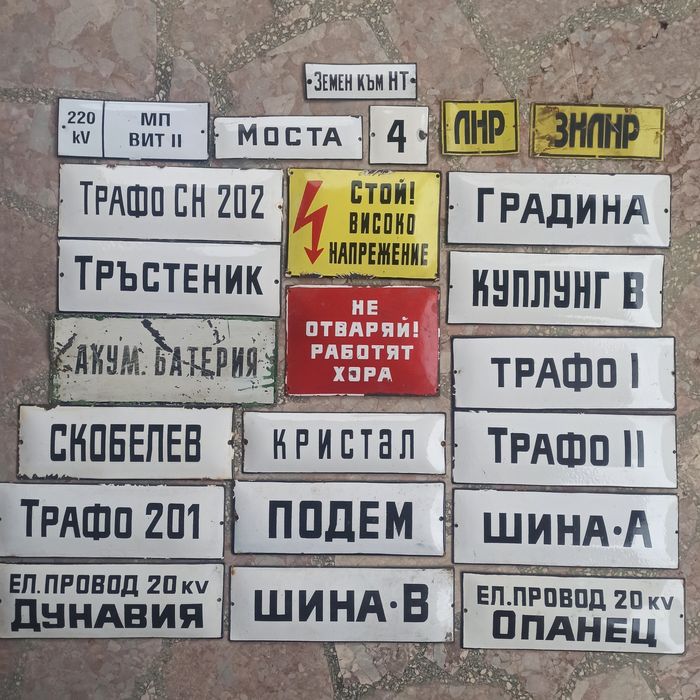 ЗЕМЕН КЪМ НТ
220 kV
МП ВИТ II
МОСТА
4
ЛНР
ЗНЛНР
ТРАФО СН 202
СТОЙ!
ВИСОКО
НАПРЕЖЕНИЕ
ГРАДИНА
ТРЪСТЕНИК
КУПЛУНГ В
НЕ
ОТВАРЯЙ!
РАБОТЯТ
ХОРА
АКУМ. БАТЕРИЯ
ТРАФО I
СКОБЕЛЕВ
КРИСТАЛ
ТРАФО II
ТРАФО 201
ПОДЕМ
ШИНА·А
ЕЛ. ПРОВОД 20 KV
ДУНАВИЯ
ШИНА·В
ЕЛ. ПРОВОД 20 KV
ОПАНЕЦ